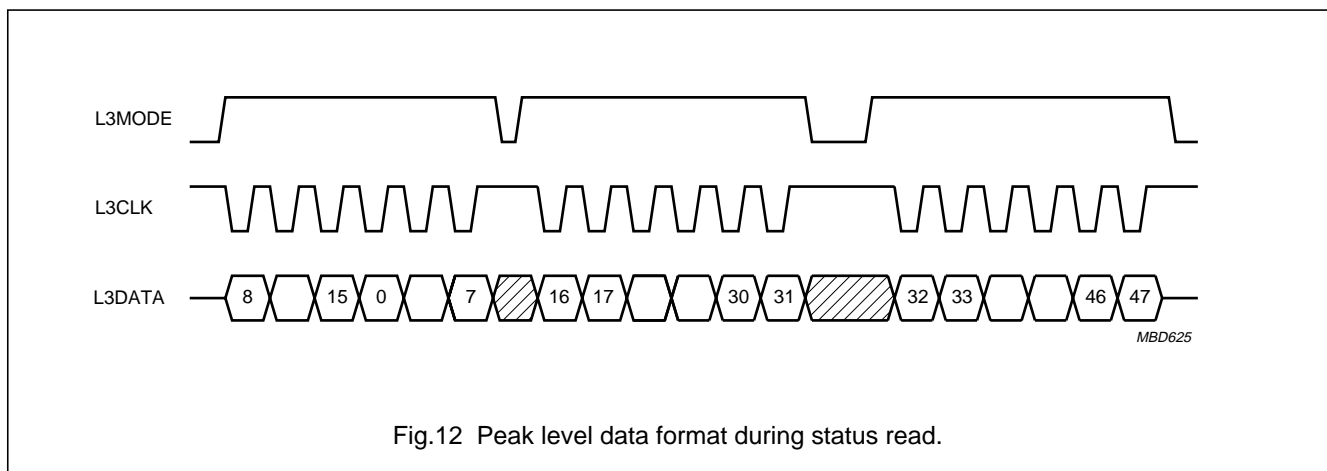 L3MODE
L3CLK
L3DATA 8 15 0 7 16 17 30 31 32 33 46 47
MBD625
Fig.12 Peak level data format during status read.